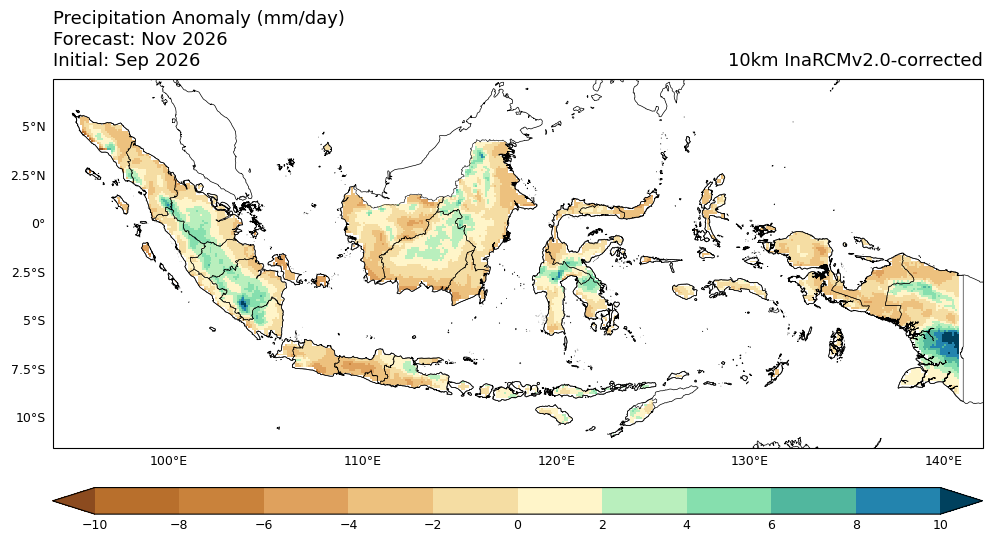 Precipitation Anomaly (mm/day)
Forecast: Nov 2026
Initial: Sep 2026
10km InaRCMv2.0-corrected
5°N
2.5°N
0°
2.5°S
5°S
7.5°S
10°S
100°E 110°E 120°E 130°E 140°E
−10 −8 −6 −4 −2 0 2 4 6 8 10